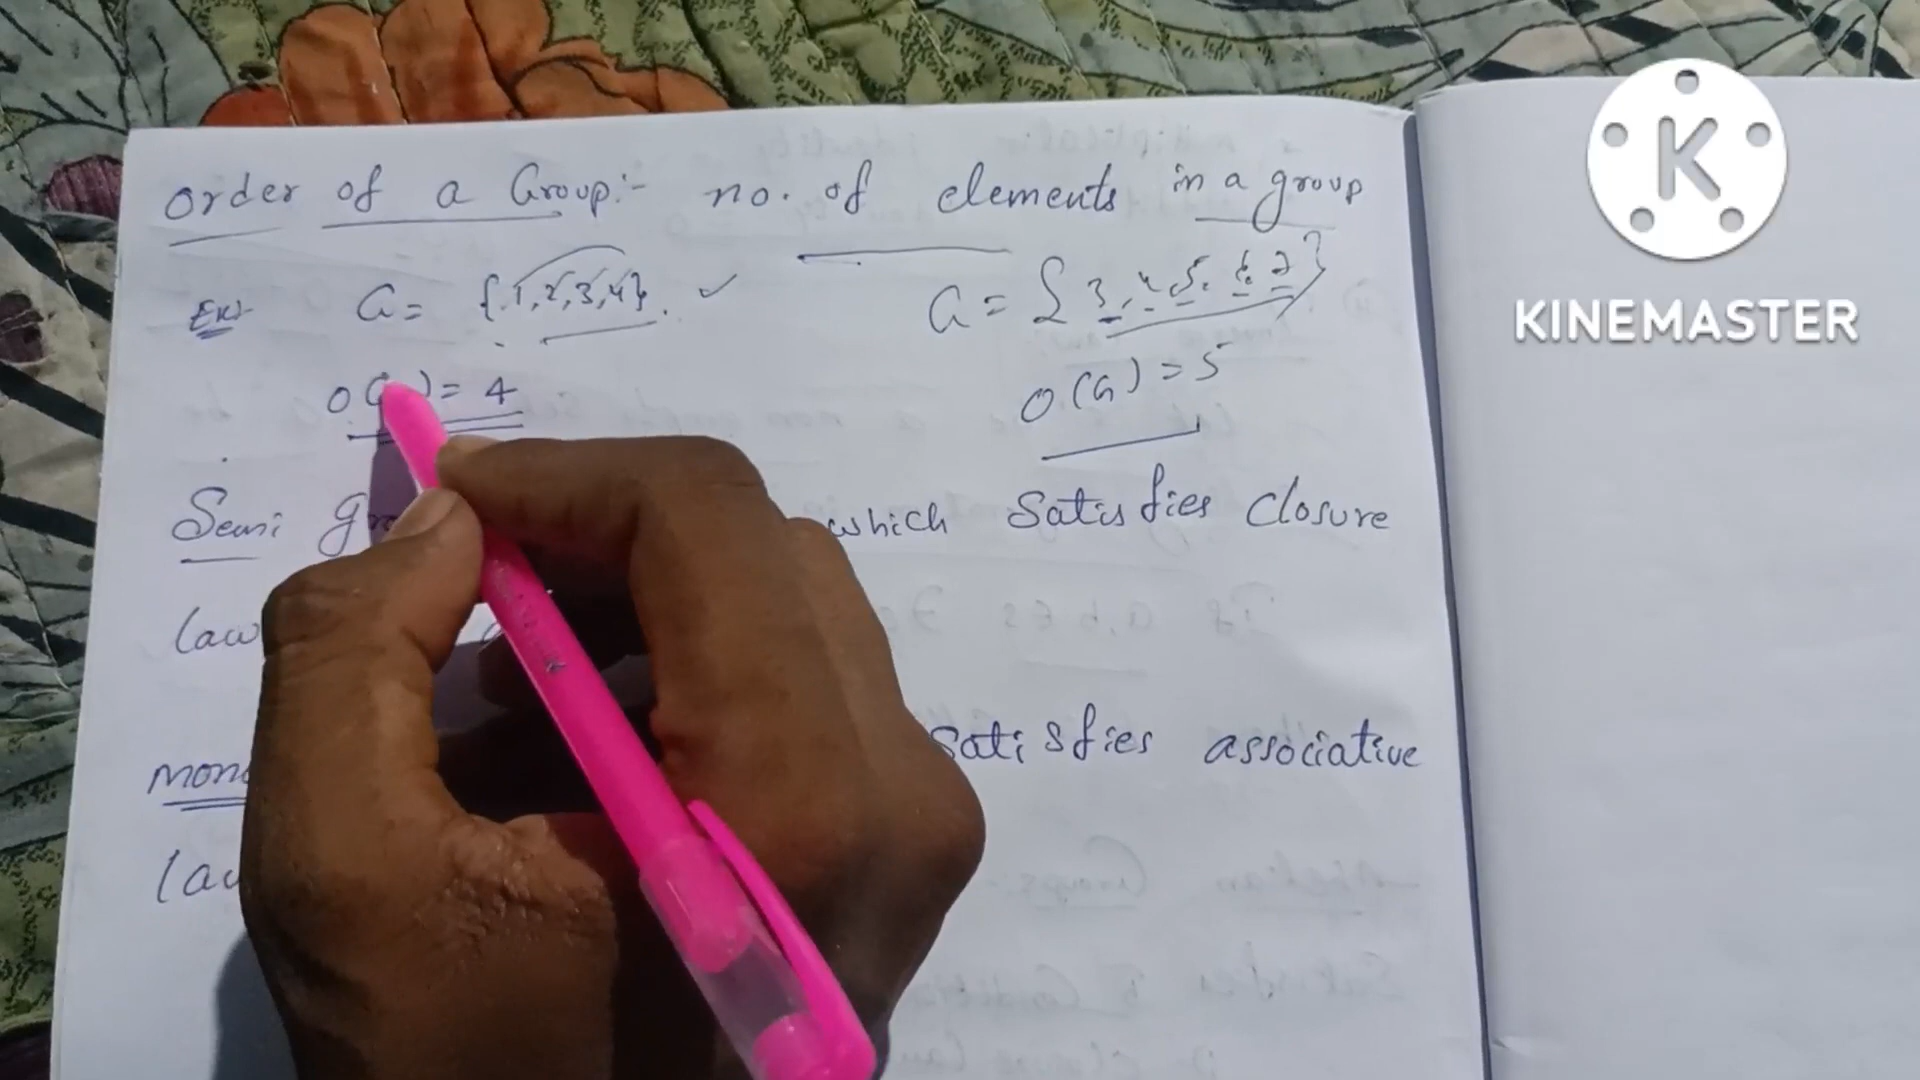 Order of a Group:- no. of elements in a group
Ex:- G = {1, 2, 3, 4}. ✓ G = {3, 4, 5, 6, 7}
O(G) = 4 O(G) = 5
Semi which satisfies closure
law
satisfies associative
K
KINEMASTER